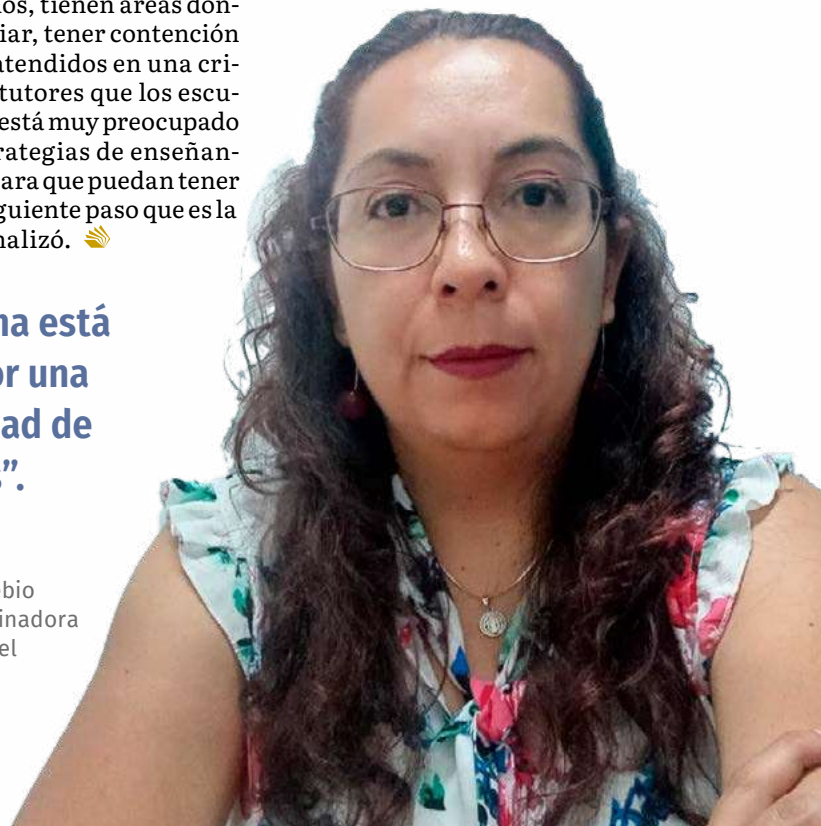 os, tienen áreas don-
iar, tener contención
atendidos en una cri-
tutores que los escu-
está muy preocupado
rategias de enseñan-
ara que puedan tener
guiente paso que es la
nalizó.
na está
or una
ad de
s”.
bio
inadora
el